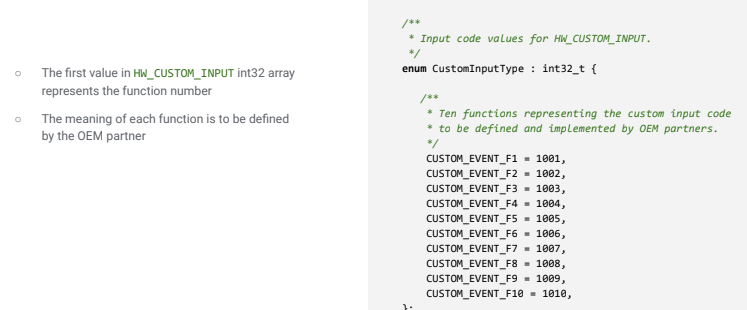 ○ The first value in HW_CUSTOM_INPUT int32 array
represents the function number
○ The meaning of each function is to be defined
by the OEM partner
/**
 * Input code values for HW_CUSTOM_INPUT.
 */
enum CustomInputType : int32_t {
/**
 * Ten functions representing the custom input code
 * to be defined and implemented by OEM partners.
 */
CUSTOM_EVENT_F1 = 1001,
CUSTOM_EVENT_F2 = 1002,
CUSTOM_EVENT_F3 = 1003,
CUSTOM_EVENT_F4 = 1004,
CUSTOM_EVENT_F5 = 1005,
CUSTOM_EVENT_F6 = 1006,
CUSTOM_EVENT_F7 = 1007,
CUSTOM_EVENT_F8 = 1008,
CUSTOM_EVENT_F9 = 1009,
CUSTOM_EVENT_F10 = 1010,
};